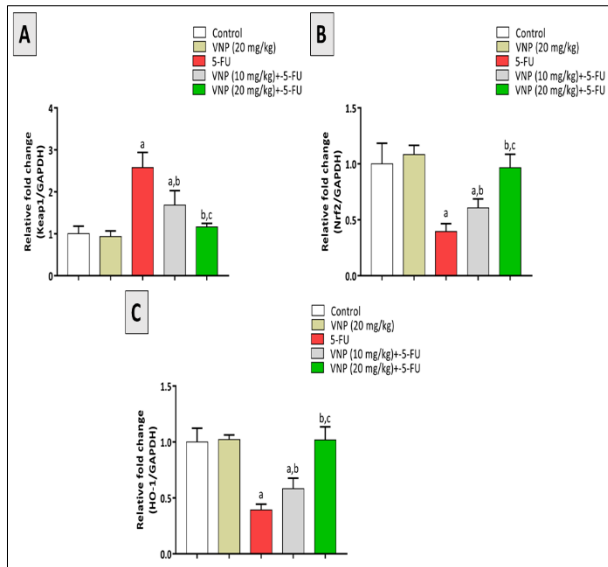 A
Control
VNP (20 mg/kg)
5-FU
VNP (10 mg/kg)+-5-FU
VNP (20 mg/kg)+-5-FU
Relative fold change
(Keap1/GAPDH)
4
3
2
1
0
a
a,b
b,c
B
Control
VNP (20 mg/kg)
5-FU
VNP (10 mg/kg)+-5-FU
VNP (20 mg/kg)+-5-FU
Relative fold change
(Nrf2/GAPDH)
1.5
1.0
0.5
0.0
a
a,b
b,c
C
Control
VNP (20 mg/kg)
5-FU
VNP (10 mg/kg)+-5-FU
VNP (20 mg/kg)+-5-FU
Relative fold change
(HO-1/GAPDH)
1.5
1.0
0.5
0.0
a
a,b
b,c